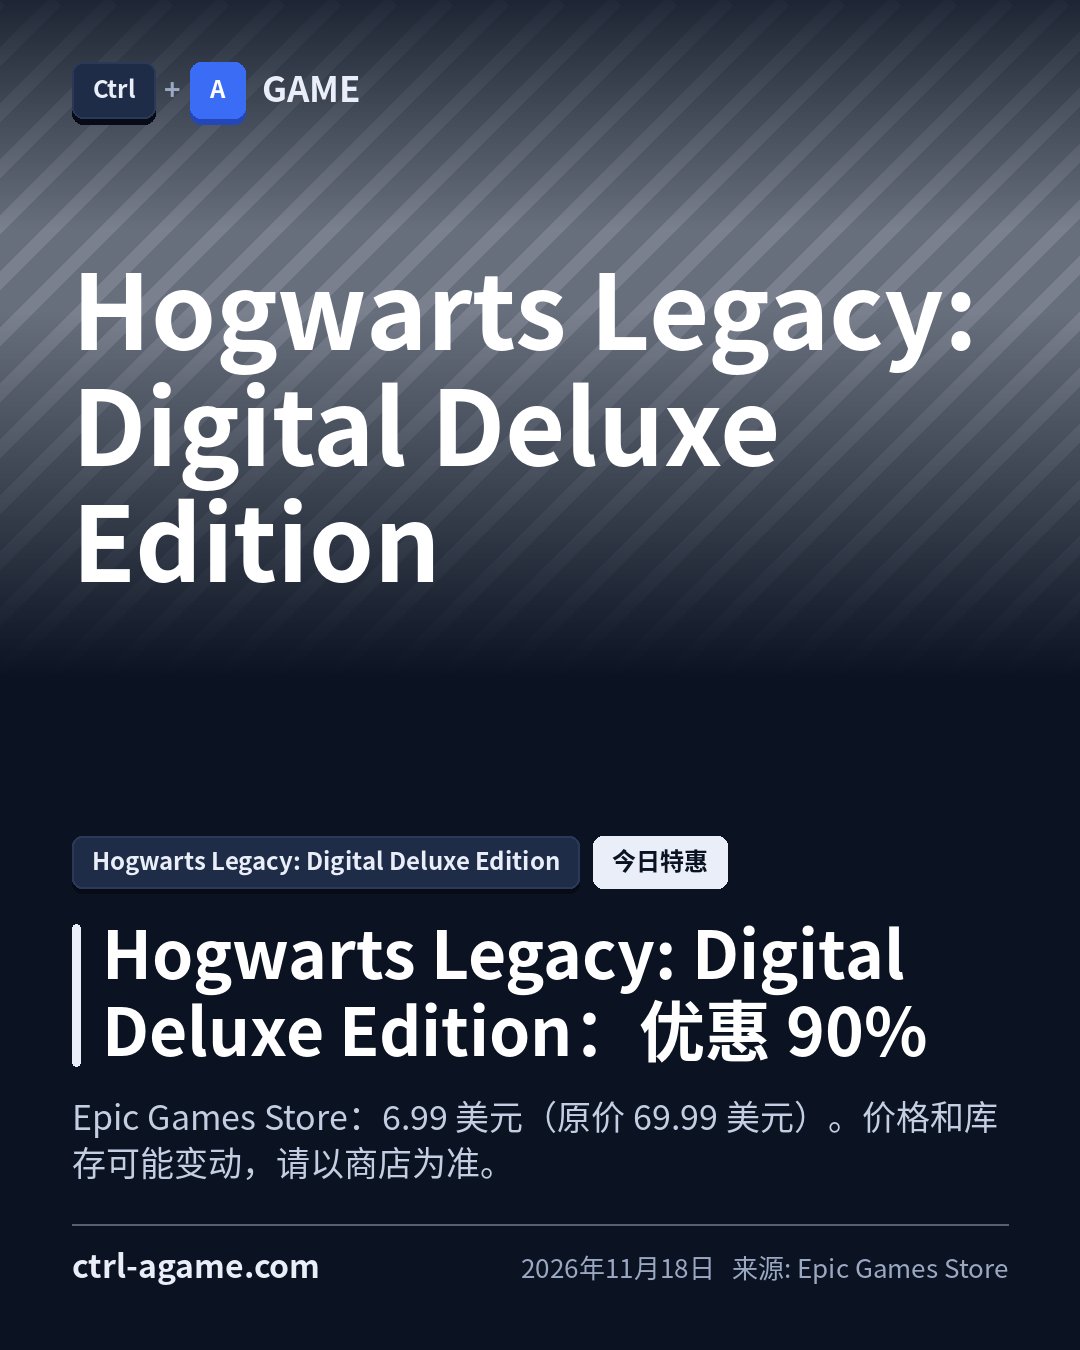 Ctrl + A GAME
Hogwarts Legacy:
Digital Deluxe
Edition
Hogwarts Legacy: Digital Deluxe Edition 今日特惠
Hogwarts Legacy: Digital
Deluxe Edition：优惠 90%
Epic Games Store：6.99 美元（原价 69.99 美元）。价格和库
存可能变动，请以商店为准。
ctrl-agame.com 2026年11月18日 来源: Epic Games Store